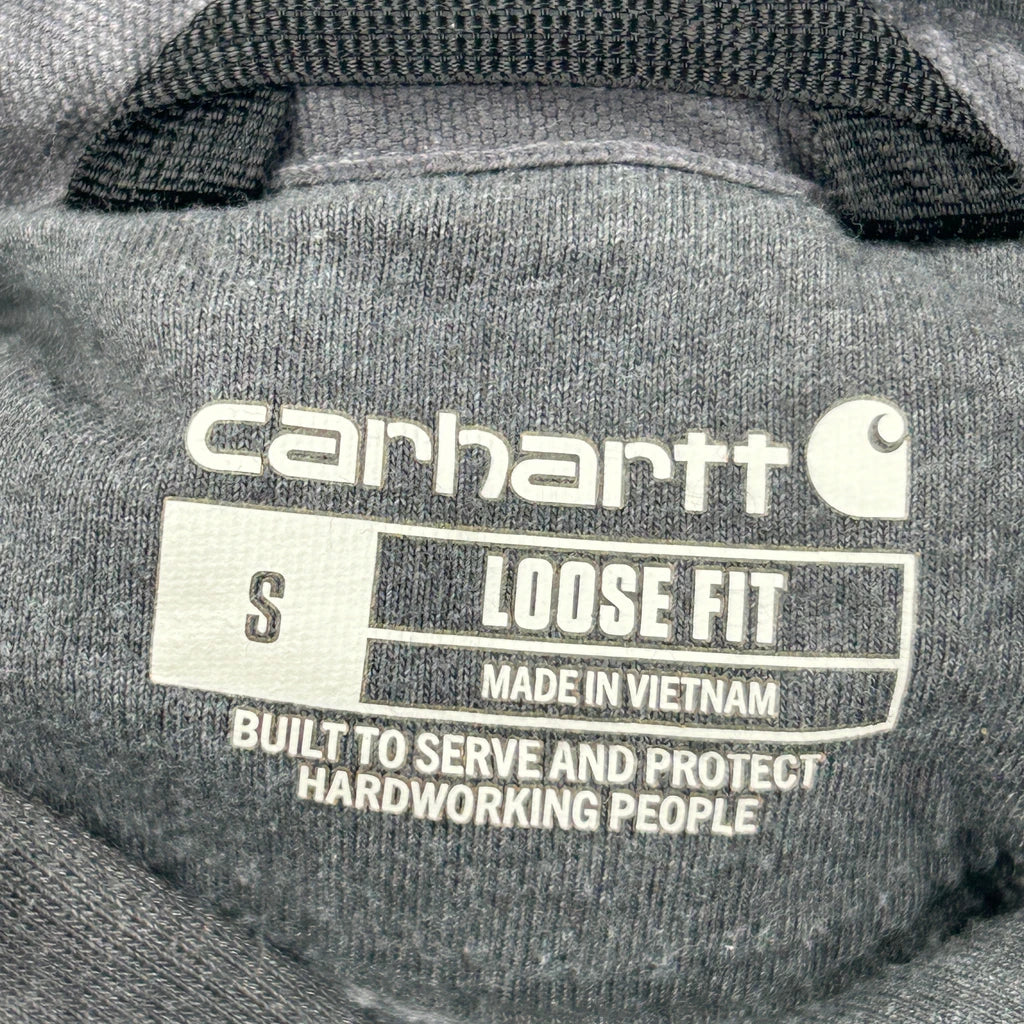 carhartt
S
LOOSE FIT
MADE IN VIETNAM
BUILT TO SERVE AND PROTECT
HARDWORKING PEOPLE